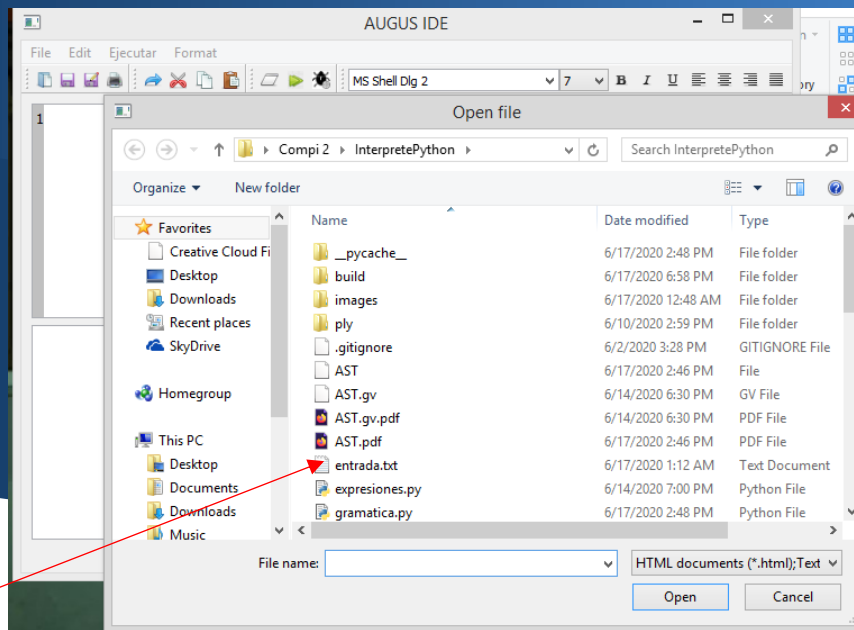 AUGUS IDE
File Edit Ejecutar Format
MS Shell Dlg 2 7 B I U
ory
1
Open file
Compi 2 InterpretePython
Search InterpretePython
Organize New folder
Favorites
Creative Cloud Fi
Desktop
Downloads
Recent places
SkyDrive
Homegroup
This PC
Desktop
Documents
Downloads
Music
Name Date modified Type
__pycache__ 6/17/2020 2:48 PM File folder
build 6/17/2020 6:58 PM File folder
images 6/17/2020 12:48 AM File folder
ply 6/10/2020 2:59 PM File folder
.gitignore 6/2/2020 3:28 PM GITIGNORE File
AST 6/17/2020 2:46 PM File
AST.gv 6/14/2020 6:30 PM GV File
AST.gv.pdf 6/14/2020 6:30 PM PDF File
AST.pdf 6/17/2020 2:46 PM PDF File
entrada.txt 6/17/2020 1:12 AM Text Document
expresiones.py 6/14/2020 7:00 PM Python File
gramatica.py 6/17/2020 2:48 PM Python File
File name: HTML documents (*.html);Text
Open Cancel